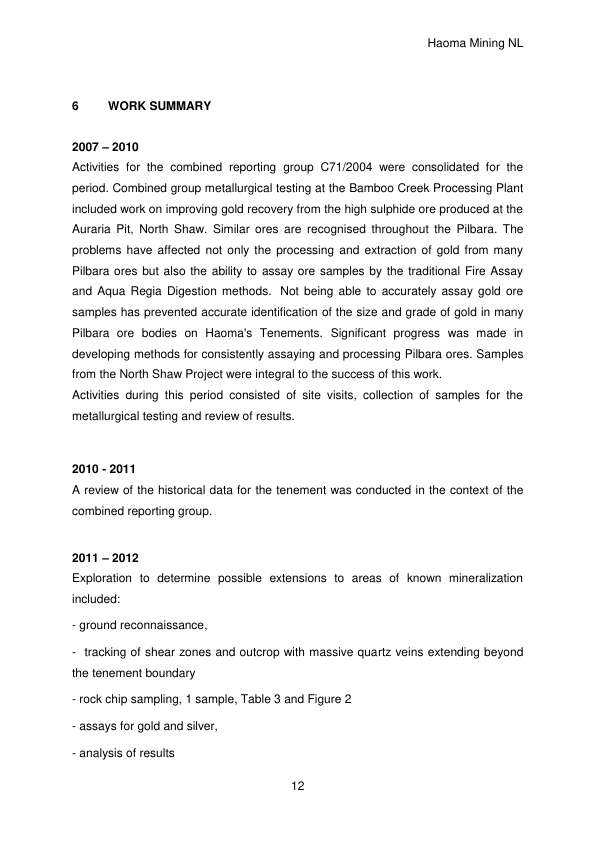 Haoma Mining NL
6 WORK SUMMARY
2007 – 2010
Activities for the combined reporting group C71/2004 were consolidated for the
period. Combined group metallurgical testing at the Bamboo Creek Processing Plant
included work on improving gold recovery from the high sulphide ore produced at the
Auraria Pit, North Shaw. Similar ores are recognised throughout the Pilbara. The
problems have affected not only the processing and extraction of gold from many
Pilbara ores but also the ability to assay ore samples by the traditional Fire Assay
and Aqua Regia Digestion methods.  Not being able to accurately assay gold ore
samples has prevented accurate identification of the size and grade of gold in many
Pilbara ore bodies on Haoma's Tenements. Significant progress was made in
developing methods for consistently assaying and processing Pilbara ores. Samples
from the North Shaw Project were integral to the success of this work.
Activities during this period consisted of site visits, collection of samples for the
metallurgical testing and review of results.
2010 - 2011
A review of the historical data for the tenement was conducted in the context of the
combined reporting group.
2011 – 2012
Exploration to determine possible extensions to areas of known mineralization
included:
- ground reconnaissance,
-  tracking of shear zones and outcrop with massive quartz veins extending beyond
the tenement boundary
- rock chip sampling, 1 sample, Table 3 and Figure 2
- assays for gold and silver,
- analysis of results
12